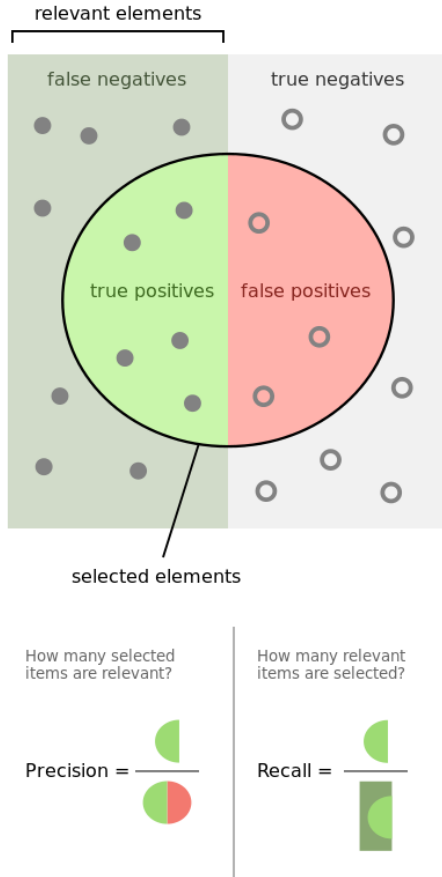 relevant elements
false negatives
true negatives
true positives
false positives
selected elements
How many selected
items are relevant?
Precision =
How many relevant
items are selected?
Recall =